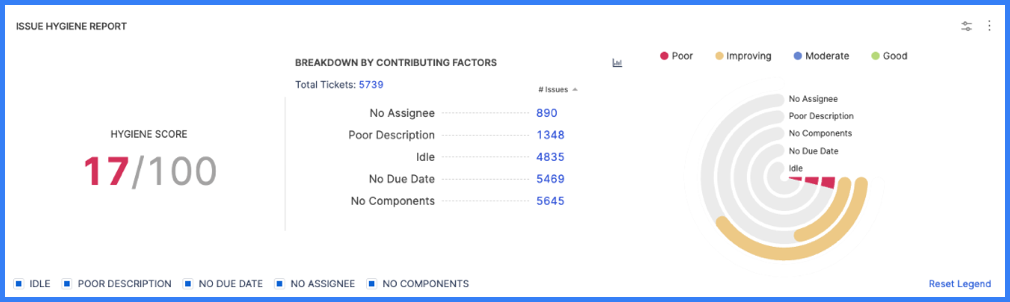 ISSUE HYGIENE REPORT
HYGIENE SCORE
17/100
BREAKDOWN BY CONTRIBUTING FACTORS
Total Tickets: 5739
# Issues
No Assignee 890
Poor Description 1348
Idle 4835
No Due Date 5469
No Components 5645
Poor Improving Moderate Good
No Assignee
Poor Description
No Components
No Due Date
Idle
IDLE POOR DESCRIPTION NO DUE DATE NO ASSIGNEE NO COMPONENTS
Reset Legend